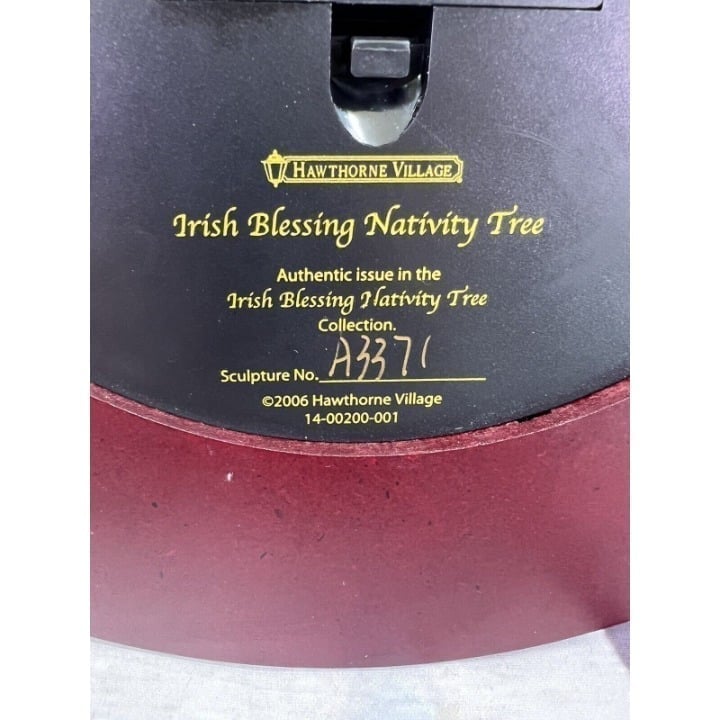 HAWTHORNE VILLAGE
Irish Blessing Nativity Tree
Authentic issue in the
Irish Blessing Nativity Tree
Collection.
Sculpture No. A3371
©2006 Hawthorne Village
14-00200-001